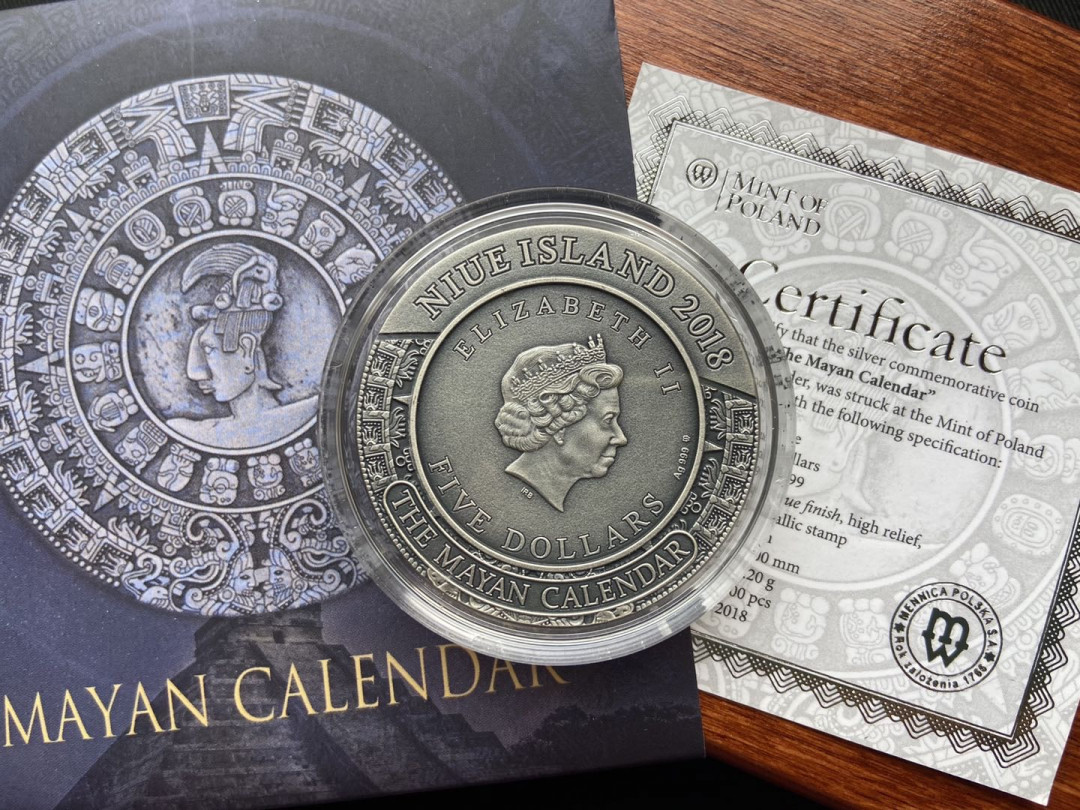 MAYAN CALENDAR
NIUE ISLAND 2018
ELIZABETH II
IRB
Ag 999
FIVE DOLLARS
THE MAYAN CALENDAR
MINT OF
POLAND
Certificate
that the silver commemorative coin
he Mayan Calendar”
was struck at the Mint of Poland
the following specification:
llars
99
ue finish, high relief,
allic stamp
00 mm
.20 g
00 pcs
2018
MENNICA POLSKA S.A.
Rok założenia 1766